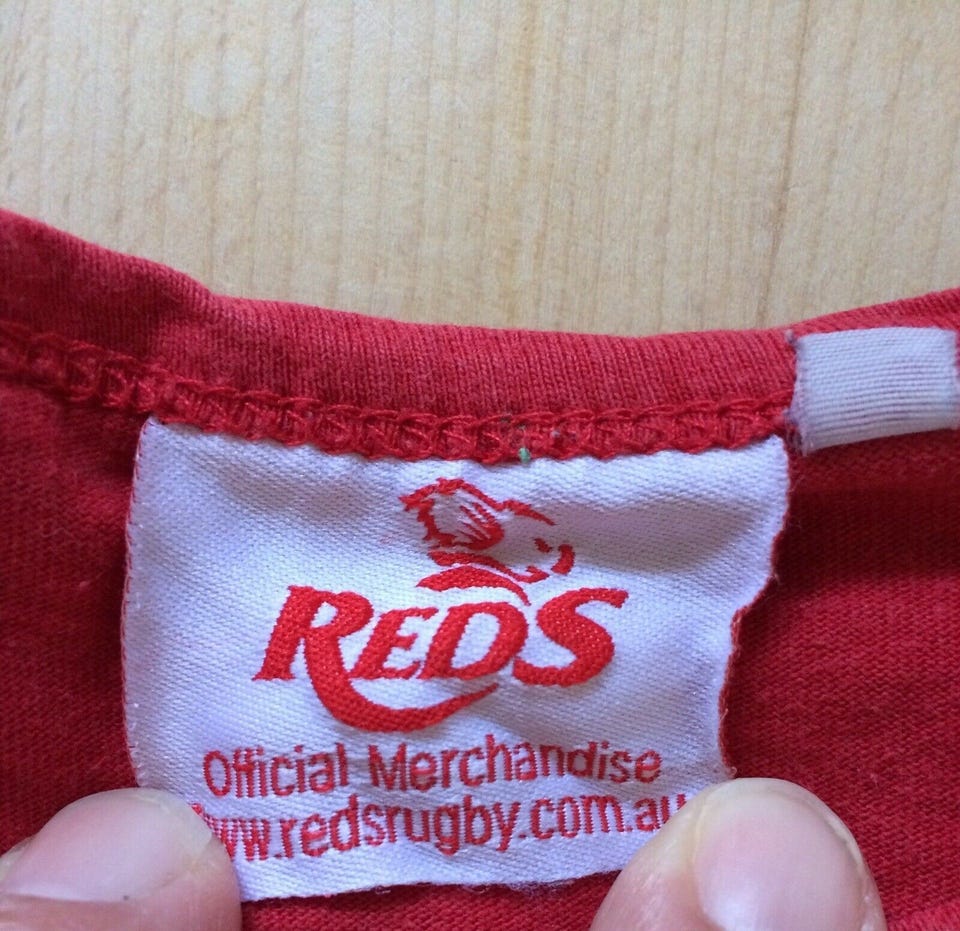 REDS
Official Merchandise
www.redsrugby.com.au